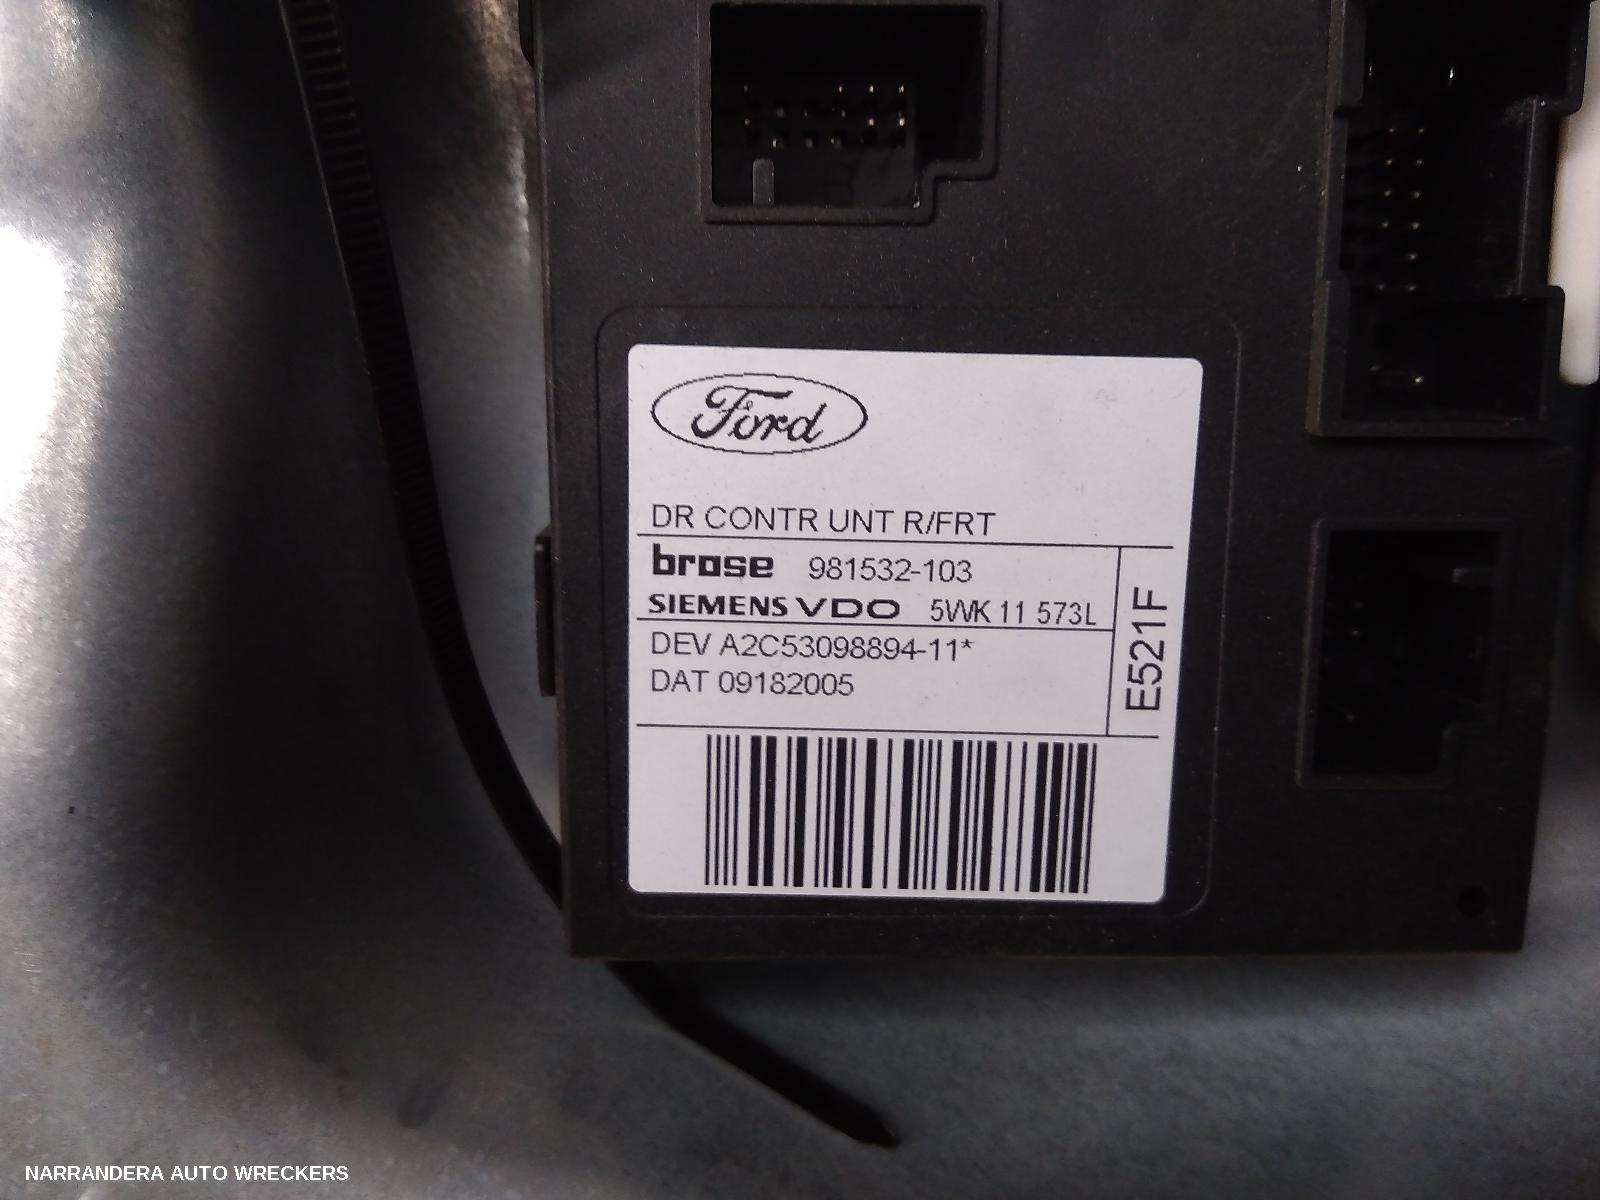 Ford
DR CONTR UNT R/FRT
brose 981532-103
SIEMENS VDO 5WK 11 573L
DEV A2C53098894-11*
DAT 09182005
E521F
NARRANDERA AUTO WRECKERS